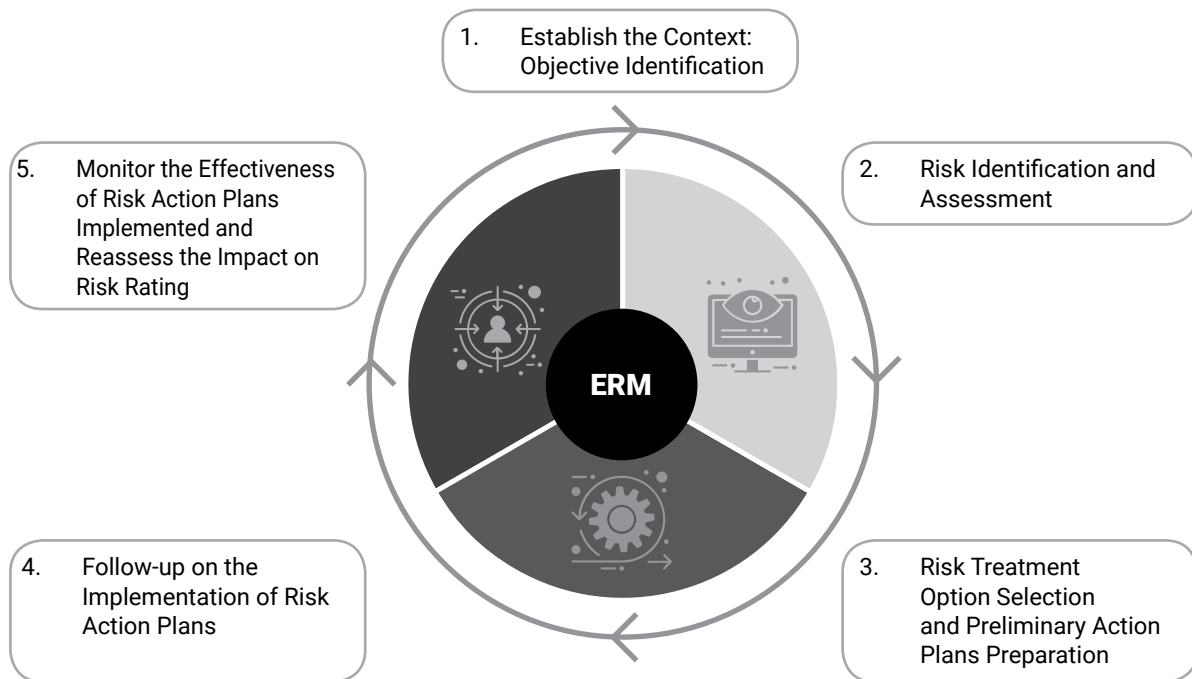 1. Establish the Context:
Objective Identification
2. Risk Identification and
Assessment
3. Risk Treatment
Option Selection
and Preliminary Action
Plans Preparation
4. Follow-up on the
Implementation of Risk
Action Plans
5. Monitor the Effectiveness
of Risk Action Plans
Implemented and
Reassess the Impact on
Risk Rating
ERM